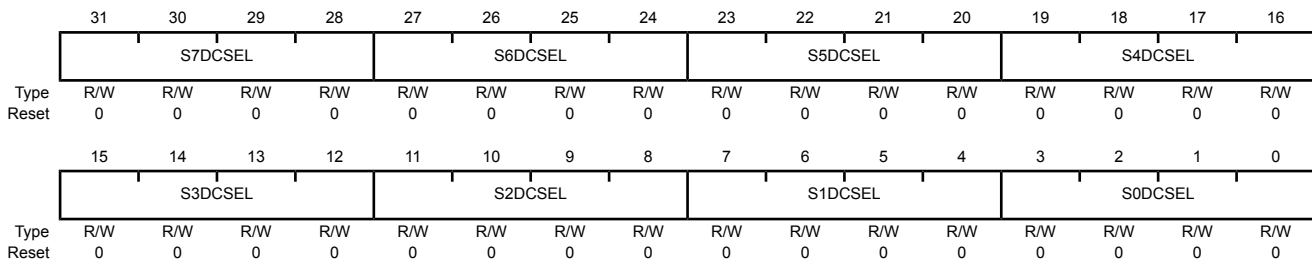 31 30 29 28 27 26 25 24 23 22 21 20 19 18 17 16
S7DCSEL S6DCSEL S5DCSEL S4DCSEL
Type R/W R/W R/W R/W R/W R/W R/W R/W R/W R/W R/W R/W R/W R/W R/W R/W
Reset 0 0 0 0 0 0 0 0 0 0 0 0 0 0 0 0
15 14 13 12 11 10 9 8 7 6 5 4 3 2 1 0
S3DCSEL S2DCSEL S1DCSEL S0DCSEL
Type R/W R/W R/W R/W R/W R/W R/W R/W R/W R/W R/W R/W R/W R/W R/W R/W
Reset 0 0 0 0 0 0 0 0 0 0 0 0 0 0 0 0